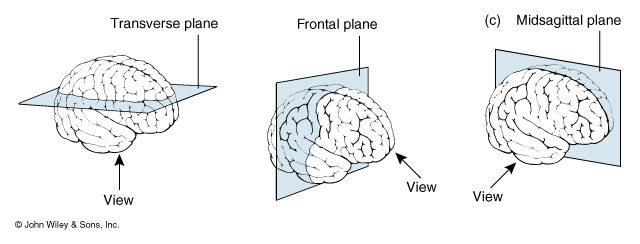 Transverse plane
Frontal plane
(c) Midsagittal plane
View
View
View
© John Wiley & Sons, Inc.